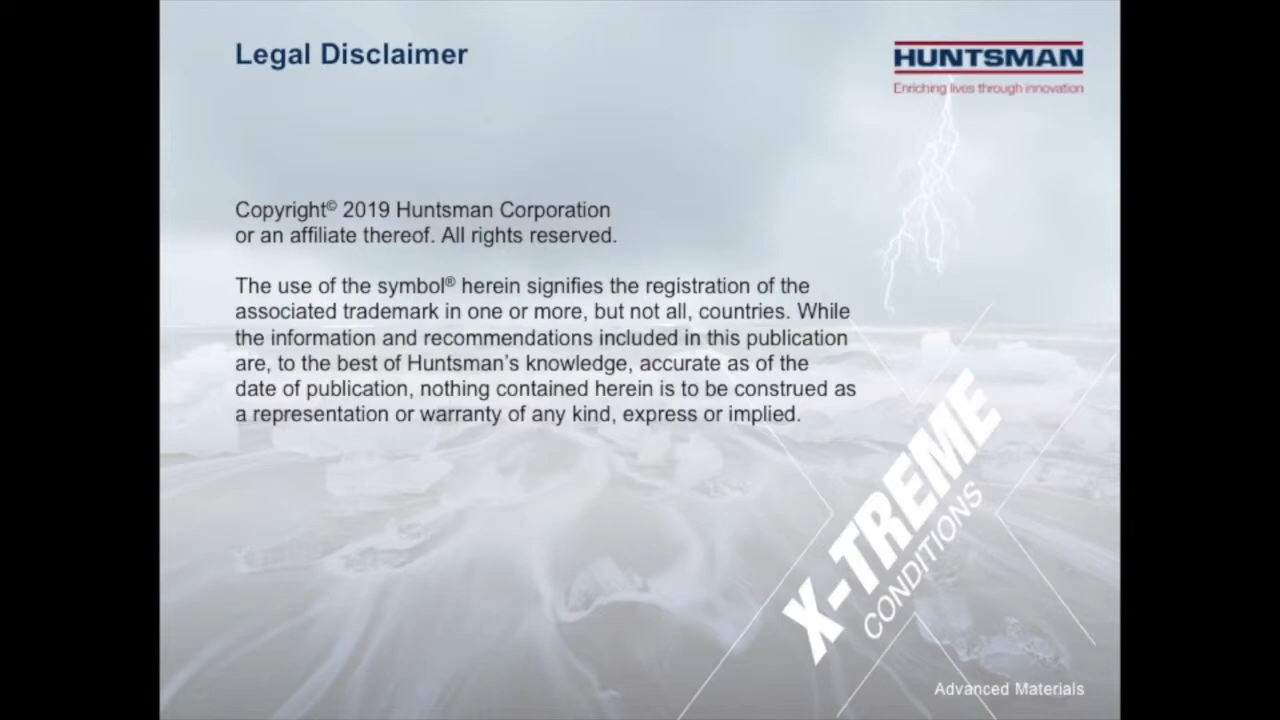 Legal Disclaimer
HUNTSMAN
Enriching lives through innovation
Copyright© 2019 Huntsman Corporation
or an affiliate thereof. All rights reserved.
The use of the symbol® herein signifies the registration of the
associated trademark in one or more, but not all, countries. While
the information and recommendations included in this publication
are, to the best of Huntsman’s knowledge, accurate as of the
date of publication, nothing contained herein is to be construed as
a representation or warranty of any kind, express or implied.
X-TREME
CONDITIONS
Advanced Materials